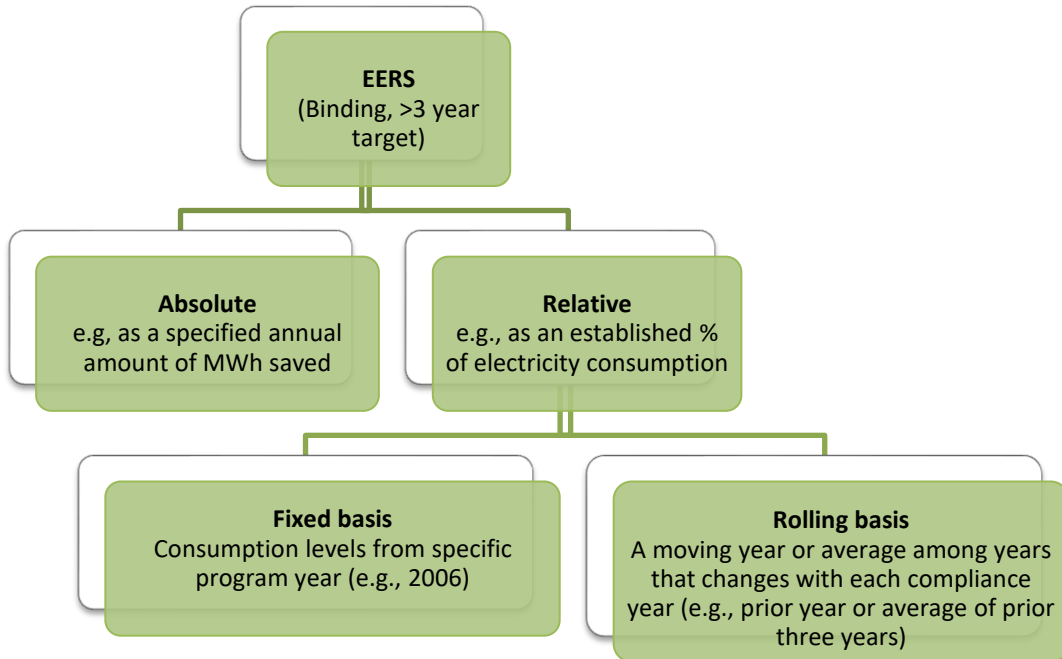 EERS
(Binding, >3 year
target)
Absolute
e.g, as a specified annual
amount of MWh saved
Relative
e.g., as an established %
of electricity consumption
Fixed basis
Consumption levels from specific
program year (e.g., 2006)
Rolling basis
A moving year or average among years
that changes with each compliance
year (e.g., prior year or average of prior
three years)